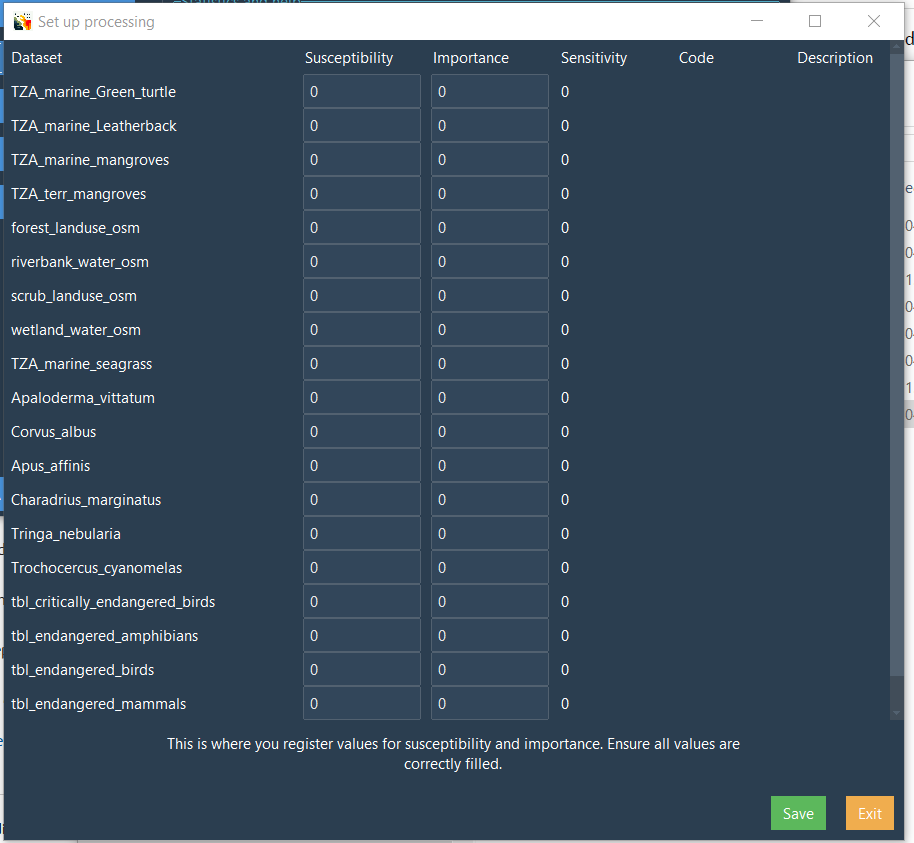 Set up processing
Dataset Susceptibility Importance Sensitivity Code Description
TZA_marine_Green_turtle 0 0 0
TZA_marine_Leatherback 0 0 0
TZA_marine_mangroves 0 0 0
TZA_terr_mangroves 0 0 0
forest_landuse_osm 0 0 0
riverbank_water_osm 0 0 0
scrub_landuse_osm 0 0 0
wetland_water_osm 0 0 0
TZA_marine_seagrass 0 0 0
Apaloderma_vittatum 0 0 0
Corvus_albus 0 0 0
Apus_affinis 0 0 0
Charadrius_marginatus 0 0 0
Tringa_nebularia 0 0 0
Trochocercus_cyanomelas 0 0 0
tbl_critically_endangered_birds 0 0 0
tbl_endangered_amphibians 0 0 0
tbl_endangered_birds 0 0 0
tbl_endangered_mammals 0 0 0
This is where you register values for susceptibility and importance. Ensure all values are
correctly filled.
Save Exit